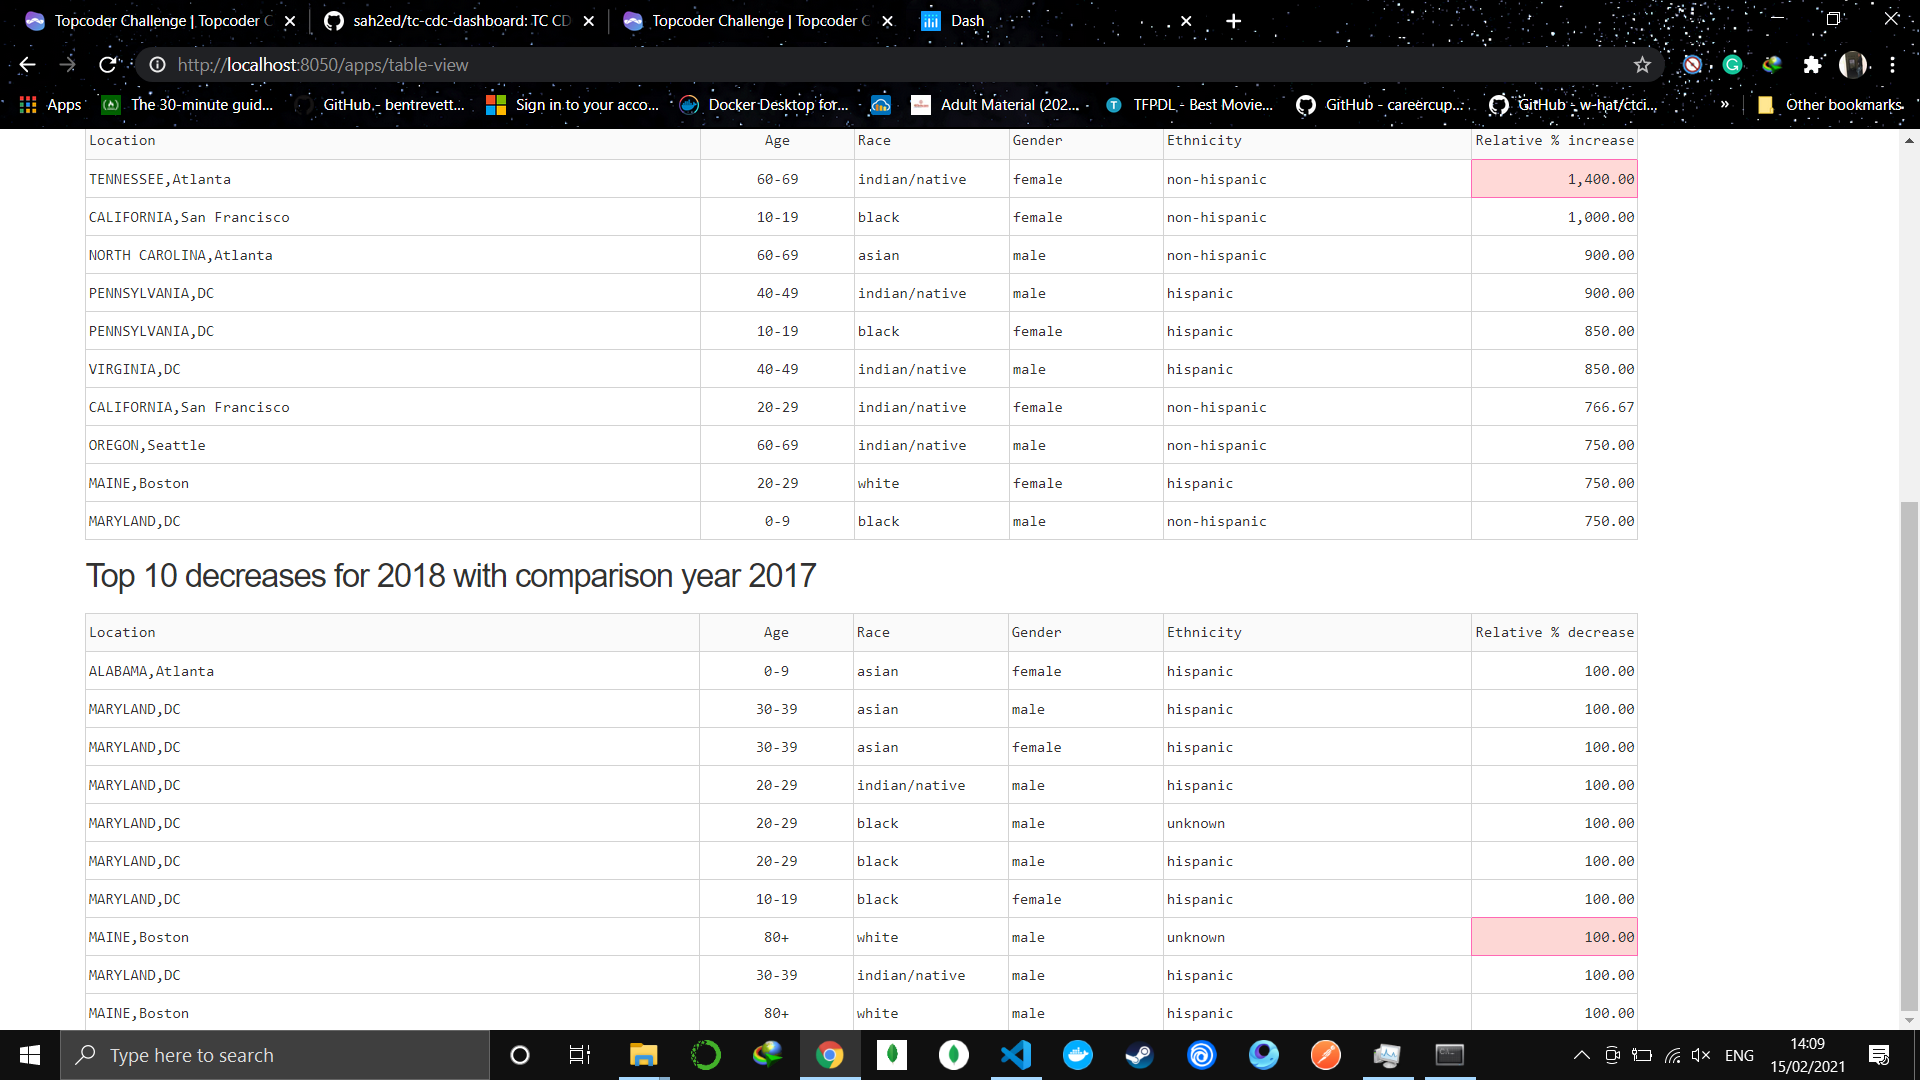 Topcoder Challenge | Topcoder C
sah2ed/tc-cdc-dashboard: TC CD
Topcoder Challenge | Topcoder C
Dash
http://localhost:8050/apps/table-view
Apps The 30-minute guid... GitHub - bentrevett... Sign in to your acco... Docker Desktop for... Adult Material (202... TFPDL - Best Movie... GitHub - careercup... GitHub - w-hat/ctci... » Other bookmarks
Location Age Race Gender Ethnicity Relative % increase
TENNESSEE,Atlanta 60-69 indian/native female non-hispanic 1,400.00
CALIFORNIA,San Francisco 10-19 black female non-hispanic 1,000.00
NORTH CAROLINA,Atlanta 60-69 asian male non-hispanic 900.00
PENNSYLVANIA,DC 40-49 indian/native male hispanic 900.00
PENNSYLVANIA,DC 10-19 black female hispanic 850.00
VIRGINIA,DC 40-49 indian/native male hispanic 850.00
CALIFORNIA,San Francisco 20-29 indian/native female non-hispanic 766.67
OREGON,Seattle 60-69 indian/native male non-hispanic 750.00
MAINE,Boston 20-29 white female hispanic 750.00
MARYLAND,DC 0-9 black male non-hispanic 750.00
Top 10 decreases for 2018 with comparison year 2017
Location Age Race Gender Ethnicity Relative % decrease
ALABAMA,Atlanta 0-9 asian female hispanic 100.00
MARYLAND,DC 30-39 asian male hispanic 100.00
MARYLAND,DC 30-39 asian female hispanic 100.00
MARYLAND,DC 20-29 indian/native male hispanic 100.00
MARYLAND,DC 20-29 black male unknown 100.00
MARYLAND,DC 20-29 black male hispanic 100.00
MARYLAND,DC 10-19 black female hispanic 100.00
MAINE,Boston 80+ white male unknown 100.00
MARYLAND,DC 30-39 indian/native male hispanic 100.00
MAINE,Boston 80+ white male hispanic 100.00
Type here to search
ENG
14:09
15/02/2021